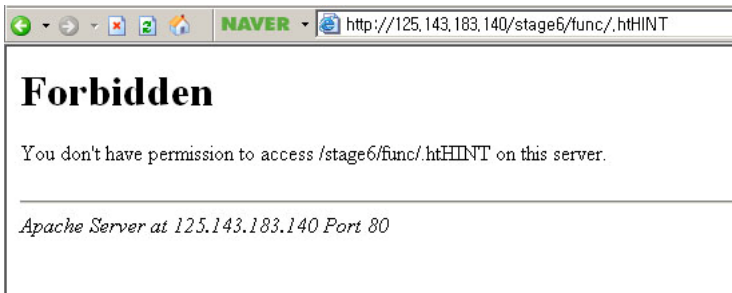 NAVER http://125,143,183,140/stage6/func/,htHINT
Forbidden
You don't have permission to access /stage6/func/.htHINT on this server.
Apache Server at 125.143.183.140 Port 80